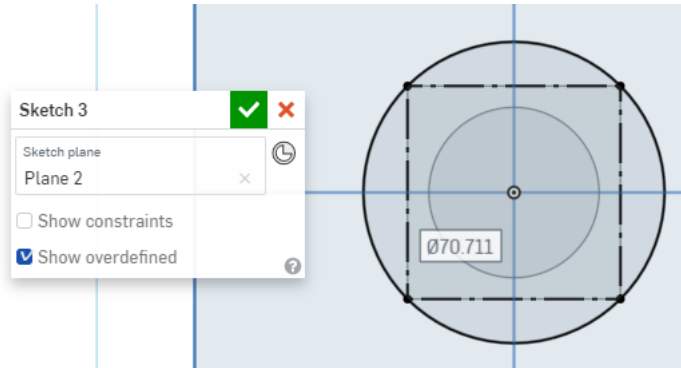 Sketch 3
Sketch plane
Plane 2
Show constraints
Show overdefined
?
Ø70.711